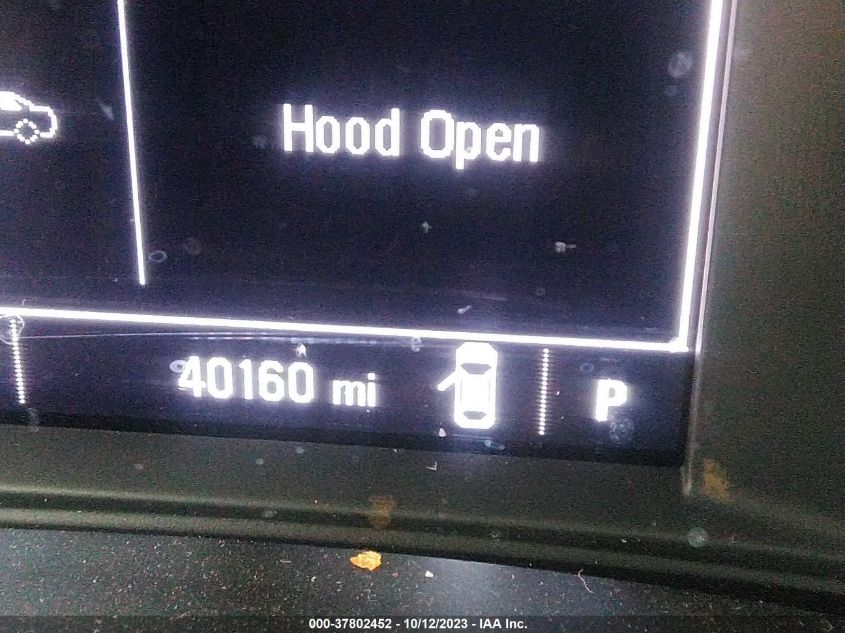 Hood Open
40160 mi
P
000-37802452 - 10/12/2023 - IAA Inc.